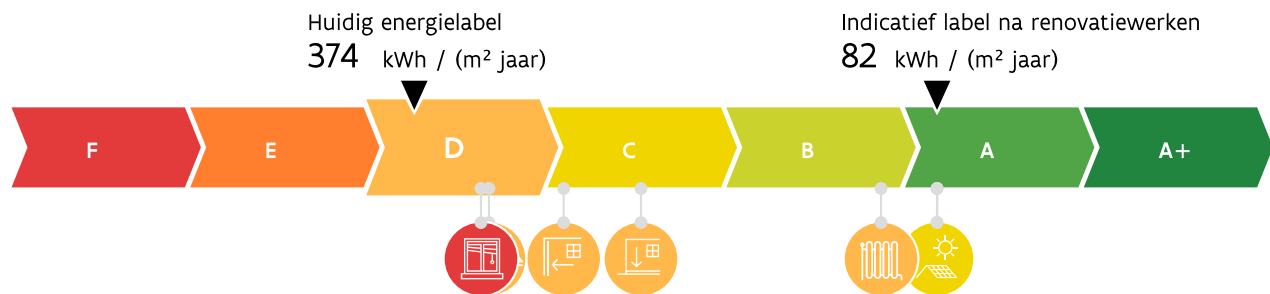 Huidig energielabel
374 kWh / (m² jaar)
Indicatief label na renovatiewerken
82 kWh / (m² jaar)
F E D C B A A+